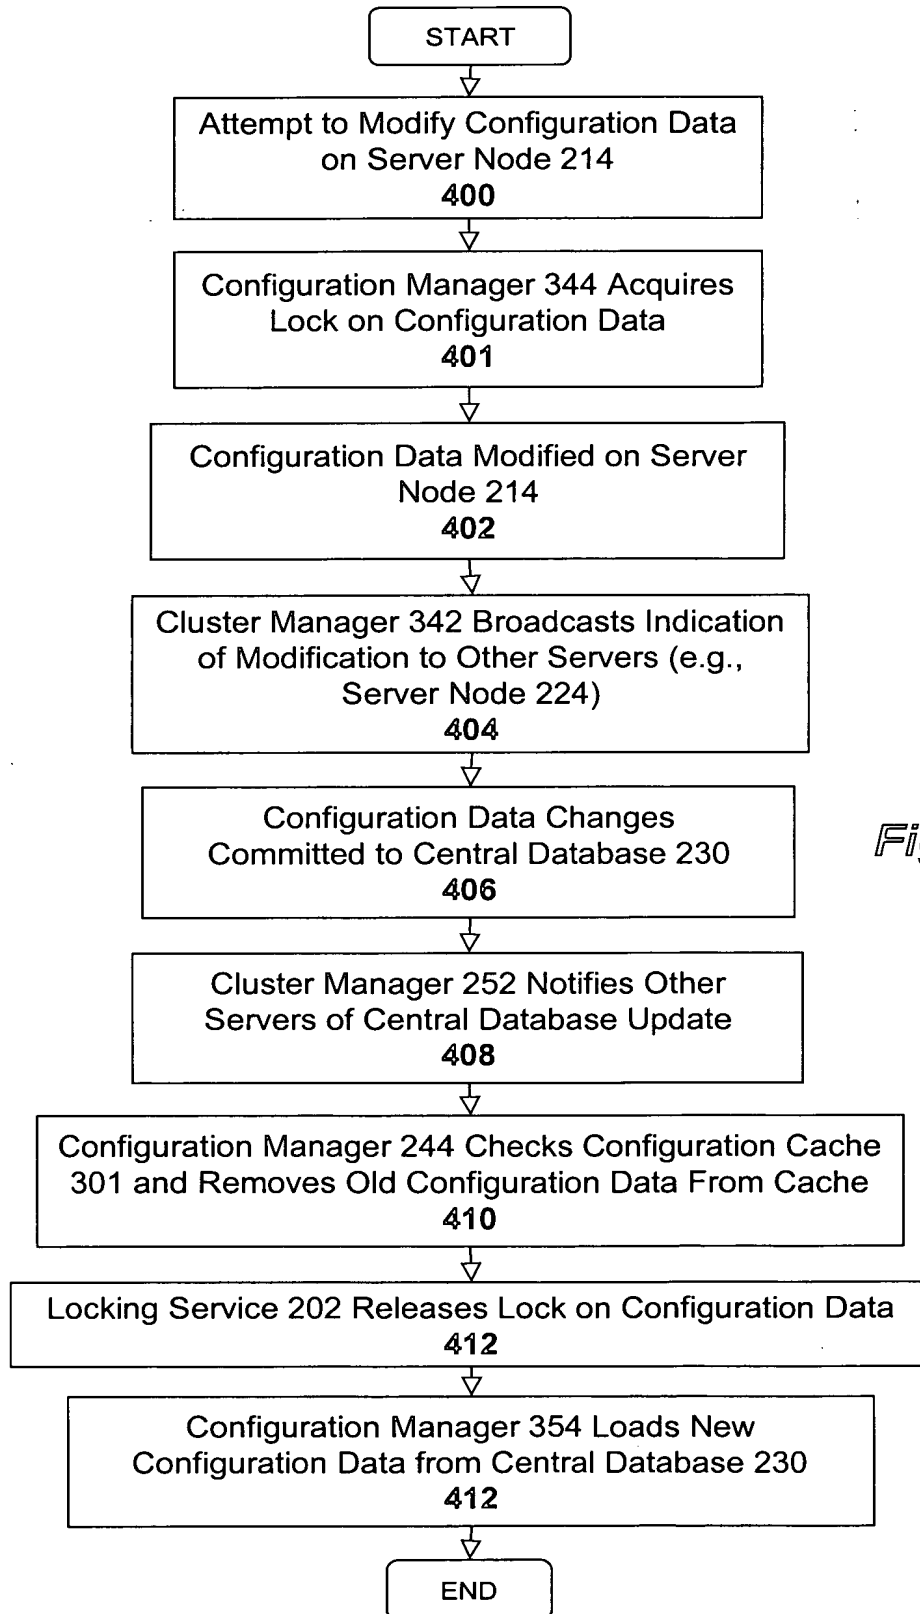 START
Attempt to Modify Configuration Data
on Server Node 214
400
Configuration Manager 344 Acquires
Lock on Configuration Data
401
Configuration Data Modified on Server
Node 214
402
Cluster Manager 342 Broadcasts Indication
of Modification to Other Servers (e.g.,
Server Node 224)
404
Configuration Data Changes
Committed to Central Database 230
406
Cluster Manager 252 Notifies Other
Servers of Central Database Update
408
Configuration Manager 244 Checks Configuration Cache
301 and Removes Old Configuration Data From Cache
410
Locking Service 202 Releases Lock on Configuration Data
412
Configuration Manager 354 Loads New
Configuration Data from Central Database 230
412
END